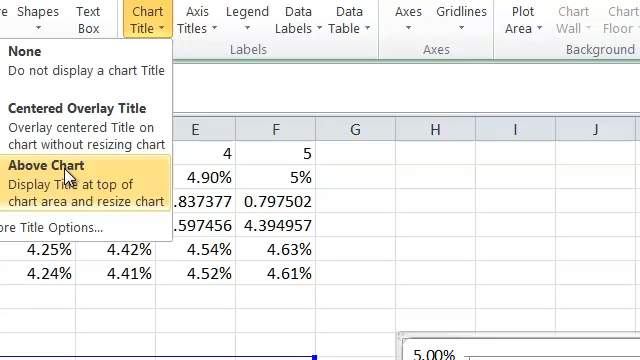 re Shapes Text Box Chart Title Axis Titles Legend Data Labels Data Table Axes Gridlines Plot Area Chart Wall Chart Floor
Labels Axes Background
None
Do not display a chart Title
Centered Overlay Title
Overlay centered Title on
chart without resizing chart
Above Chart
Display Title at top of
chart area and resize chart
ore Title Options...
E F G H I J
4 5
4.90% 5%
.837377 0.797502
.597456 4.394957
4.25% 4.42% 4.54% 4.63%
4.24% 4.41% 4.52% 4.61%
5.00%